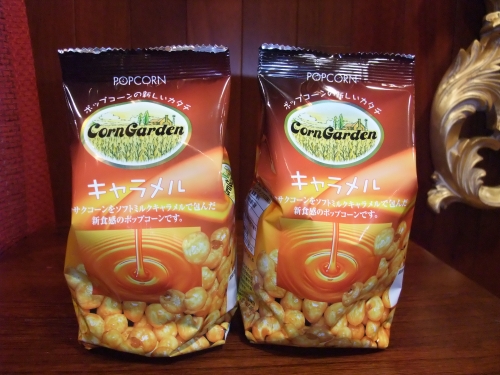 POPCORN
ポップコーンの新しいカタチ
CornGarden
キャラメル
サクコーンをソフトミルクキャラメルで包んだ
新食感のポップコーンです。
POPCORN
ポップコーンの新しいカタチ
CornGarden
キャラメル
サクコーンをソフトミルクキャラメルで包んだ
新食感のポップコーンです。